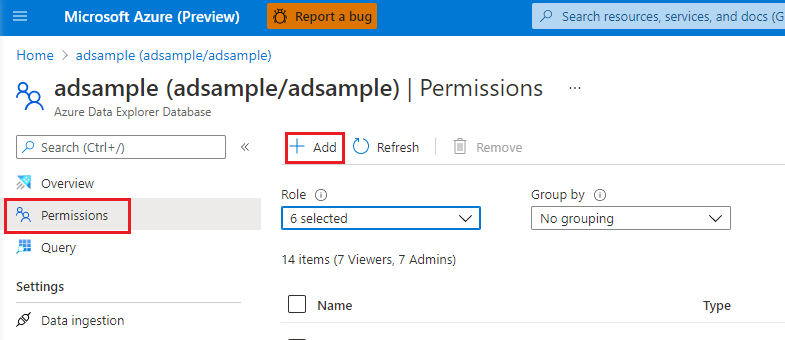 Microsoft Azure (Preview) Report a bug Search resources, services, and docs (G
Home > adsample (adsample/adsample)
adsample (adsample/adsample) | Permissions ...
Azure Data Explorer Database
Search (Ctrl+/) « Add Refresh Remove
Overview
Permissions
Query
Settings
Data ingestion
Role Group by
6 selected No grouping
14 items (7 Viewers, 7 Admins)
Name Type